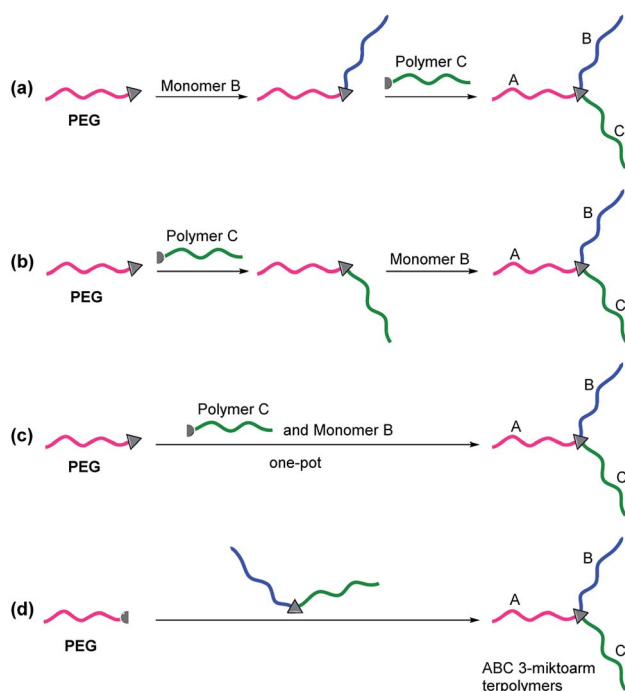 B
Polymer C
(a)
Monomer B
A
PEG
C
B
Polymer C
(b)
Monomer B
A
PEG
C
B
Polymer C
and Monomer B
(c)
A
PEG
one-pot
C
B
(d)
A
PEG
C
ABC 3-miktoarm
terpolymers